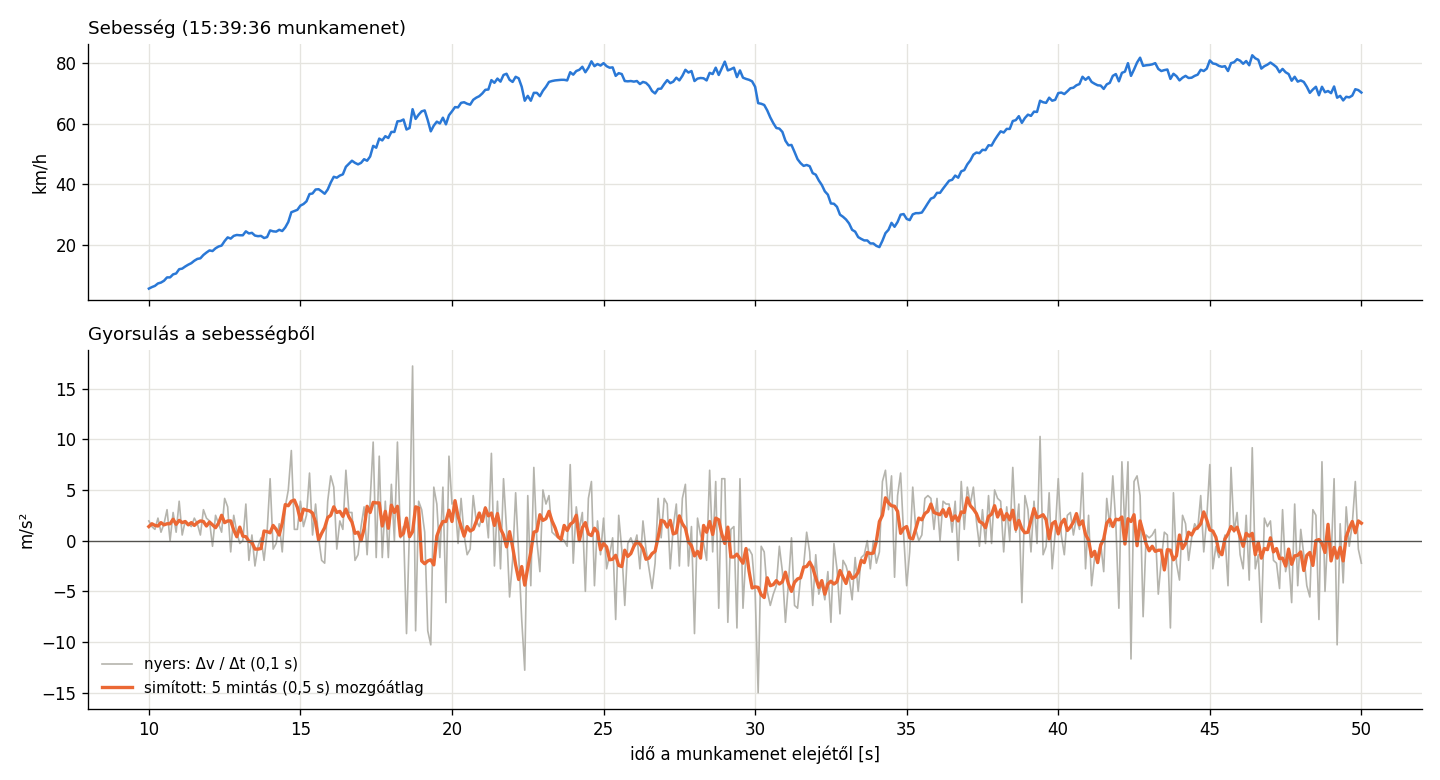 Sebesség (15:39:36 munkamenet)
80
60
40
20
km/h
Gyorsulás a sebességből
15
10
5
0
−5
−10
−15
m/s²
nyers: Δv / Δt (0,1 s)
simított: 5 mintás (0,5 s) mozgóátlag
10 15 20 25 30 35 40 45 50
idő a munkamenet elejétől [s]